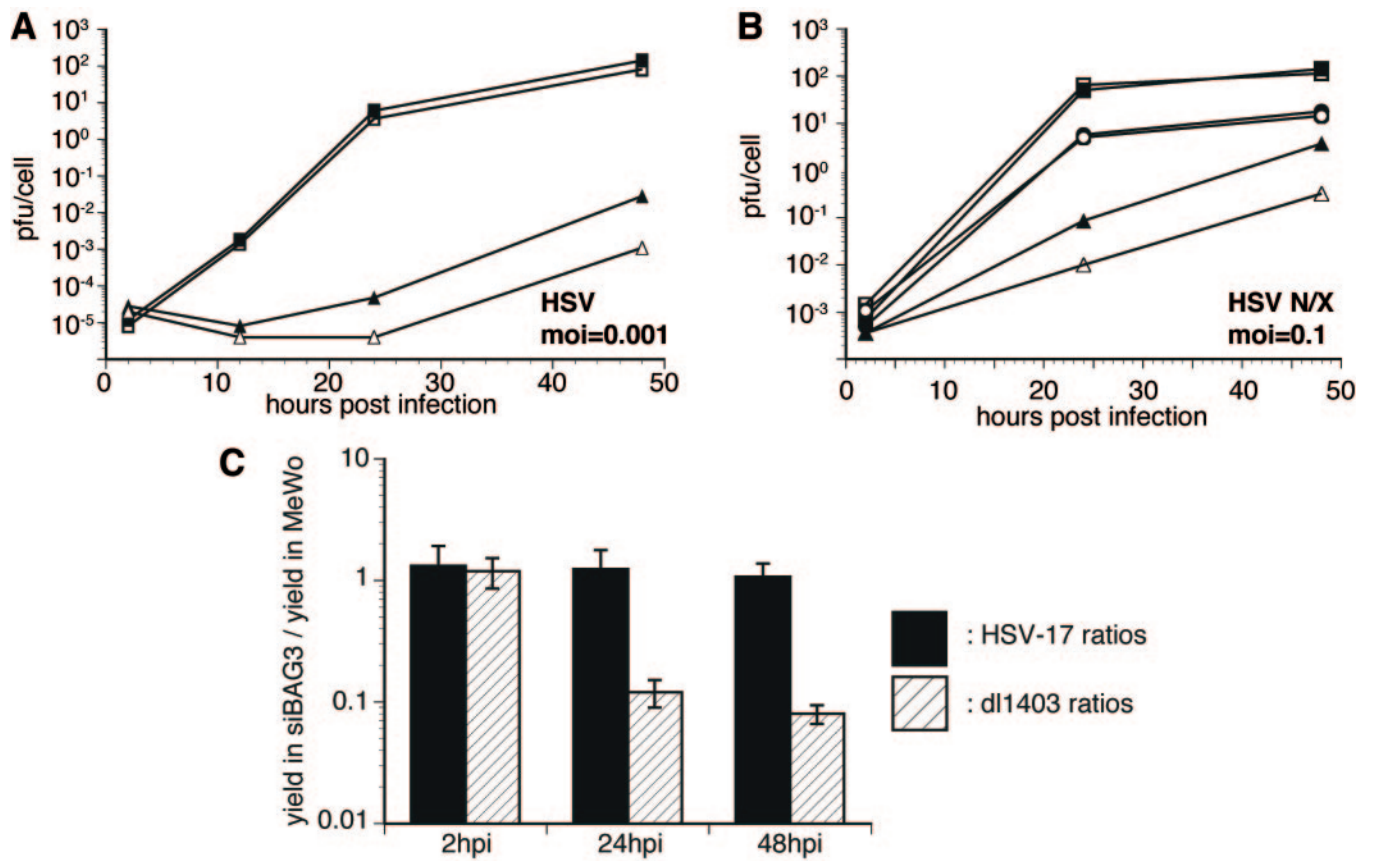 A
10³
10²
10¹
10⁰
10⁻¹
10⁻²
10⁻³
10⁻⁴
10⁻⁵
pfu/cell
HSV
moi=0.001
0 10 20 30 40 50
hours post infection
B
10³
10²
10¹
10⁰
10⁻¹
10⁻²
10⁻³
pfu/cell
HSV N/X
moi=0.1
0 10 20 30 40 50
hours post infection
C
yield in siBAG3 / yield in MeWo
10
1
0.1
0.01
2hpi 24hpi 48hpi
: HSV-17 ratios
: dl1403 ratios